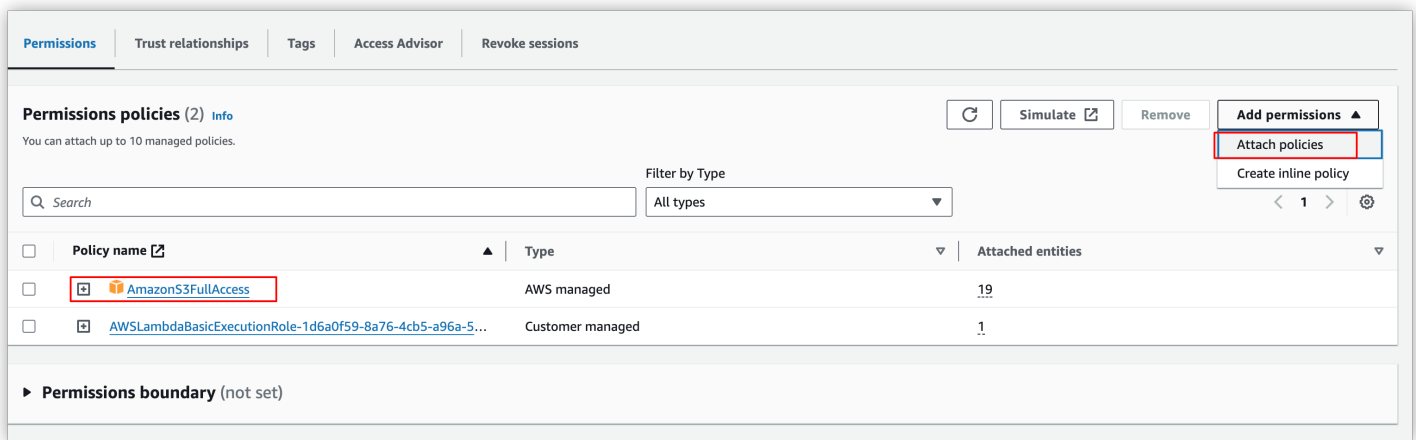 Permissions Trust relationships Tags Access Advisor Revoke sessions
Permissions policies (2) Info
Simulate Remove Add permissions
You can attach up to 10 managed policies.
Attach policies
Create inline policy
Filter by Type
Search All types 1
Policy name Type Attached entities
AmazonS3FullAccess AWS managed 19
AWSLambdaBasicExecutionRole-1d6a0f59-8a76-4cb5-a96a-5... Customer managed 1
Permissions boundary (not set)